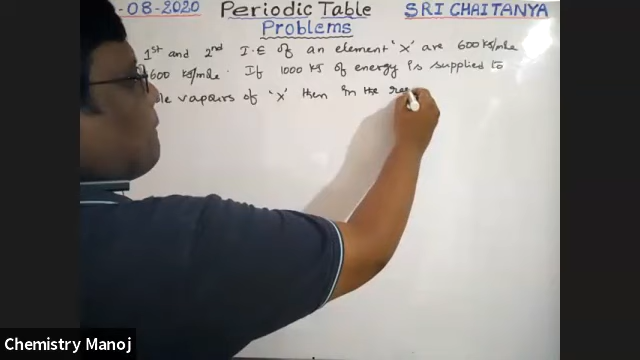 -08-2020 Periodic Table SRI CHAITANYA
Problems
1st and 2nd I.E of an element 'X' are 600 KJ/mole
1600 KJ/mole. If 1000 KJ of energy is supplied to
vapours of 'X' then in the
Chemistry Manoj